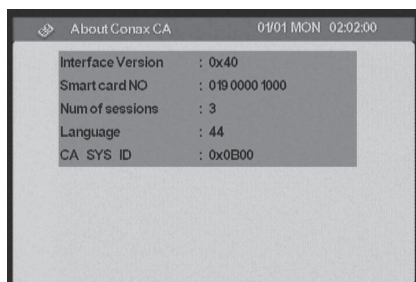 About Conax CA 01/01 MON 02:02:00
Interface Version : 0x40
Smart card NO : 019 0000 1000
Num of sessions : 3
Language : 44
CA SYS ID : 0x0B00